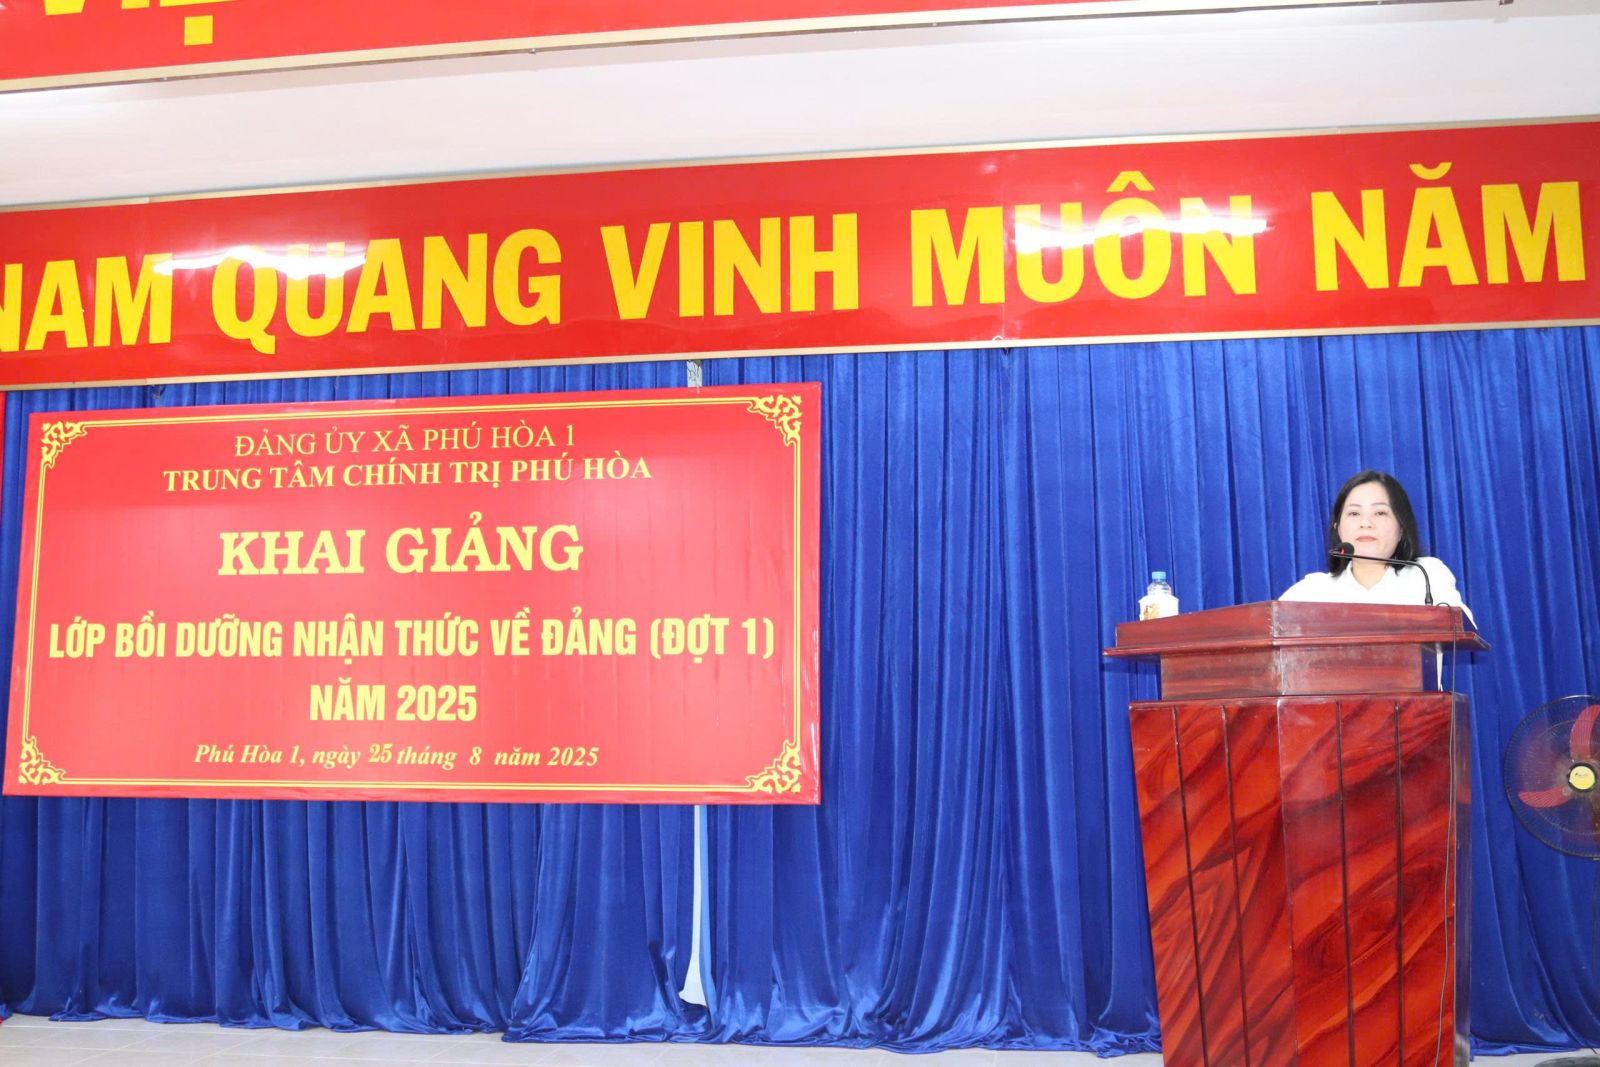 NAM QUANG VINH MUÔN NĂM
ĐẢNG ỦY XÃ PHÚ HÒA 1
TRUNG TÂM CHÍNH TRỊ PHÚ HÒA
KHAI GIẢNG
LỚP BỒI DƯỠNG NHẬN THỨC VỀ ĐẢNG (ĐỢT 1)
NĂM 2025
Phú Hòa 1, ngày 25 tháng 8 năm 2025